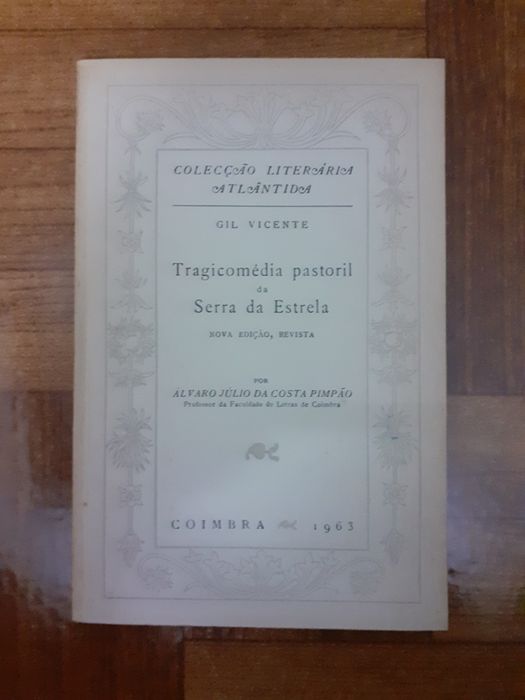 COLECÇÃO LITERÁRIA
ATLÂNTIDA
GIL VICENTE
Tragicomédia pastoril
da
Serra da Estrela
NOVA EDIÇÃO, REVISTA
POR
ÁLVARO JÚLIO DA COSTA PIMPÃO
Professor da Faculdade de Letras de Coimbra
COIMBRA 1963